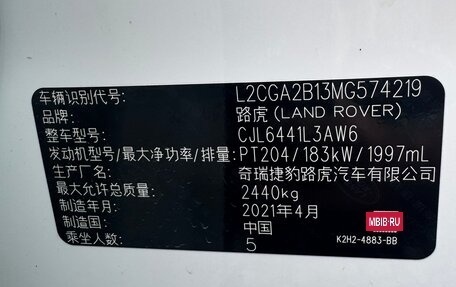 车辆识别代号: L2CGA2B13MG574219
品牌: 路虎(LAND ROVER)
整车型号: CJL6441L3AW6
发动机型号/最大净功率/排量: PT204/183kW/1997mL
生产厂名: 奇瑞捷豹路虎汽车有限公司
最大允许总质量: 2440kg
制造年月: 2021年4月
制造国: 中国
乘坐人数: 5
MBIB.RU
K2H2-4883-BB